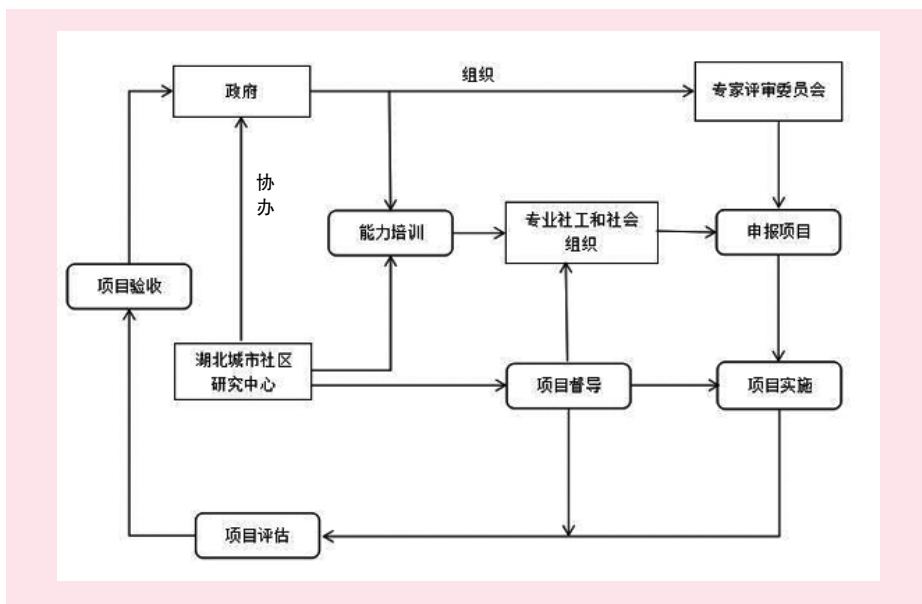 组织
政府
专家评审委员会
协
办
能力培训
专业社工和社会
组织
申报项目
项目验收
湖北城市社区
研究中心
项目督导
项目实施
项目评估